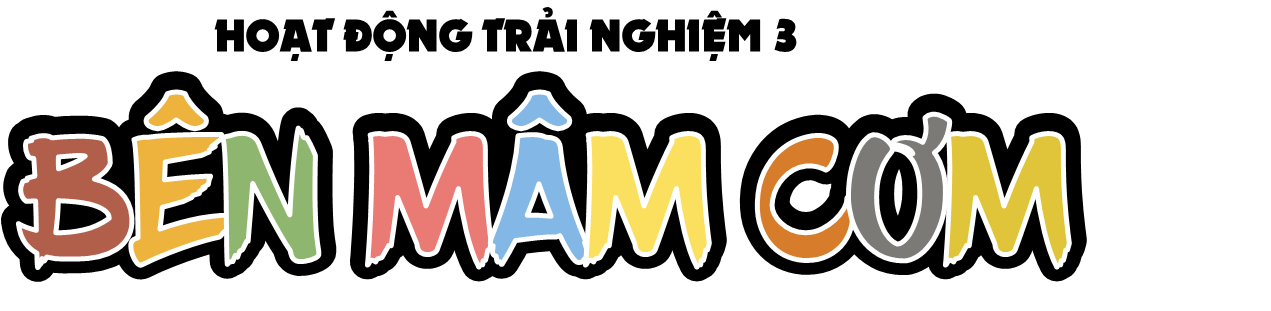 HOẠT ĐỘNG TRẢI NGHIỆM 3
BÊN MÂM CƠM